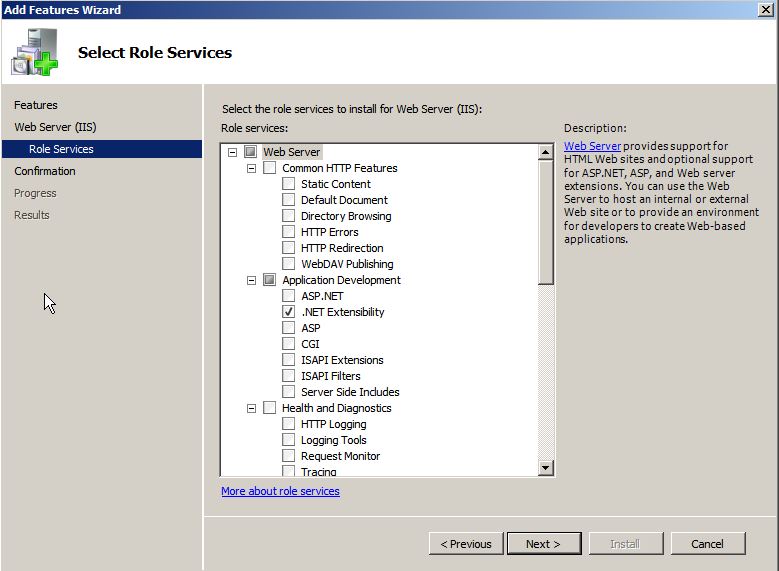 Add Features Wizard
Select Role Services
Features
Web Server (IIS)
Role Services
Confirmation
Progress
Results
Select the role services to install for Web Server (IIS):
Role services:
Web Server
Common HTTP Features
Static Content
Default Document
Directory Browsing
HTTP Errors
HTTP Redirection
WebDAV Publishing
Application Development
ASP.NET
.NET Extensibility
ASP
CGI
ISAPI Extensions
ISAPI Filters
Server Side Includes
Health and Diagnostics
HTTP Logging
Logging Tools
Request Monitor
Tracing
More about role services
Description:
Web Server provides support for
HTML Web sites and optional support
for ASP.NET, ASP, and Web server
extensions. You can use the Web
Server to host an internal or external
Web site or to provide an environment
for developers to create Web-based
applications.
< Previous
Next >
Install
Cancel